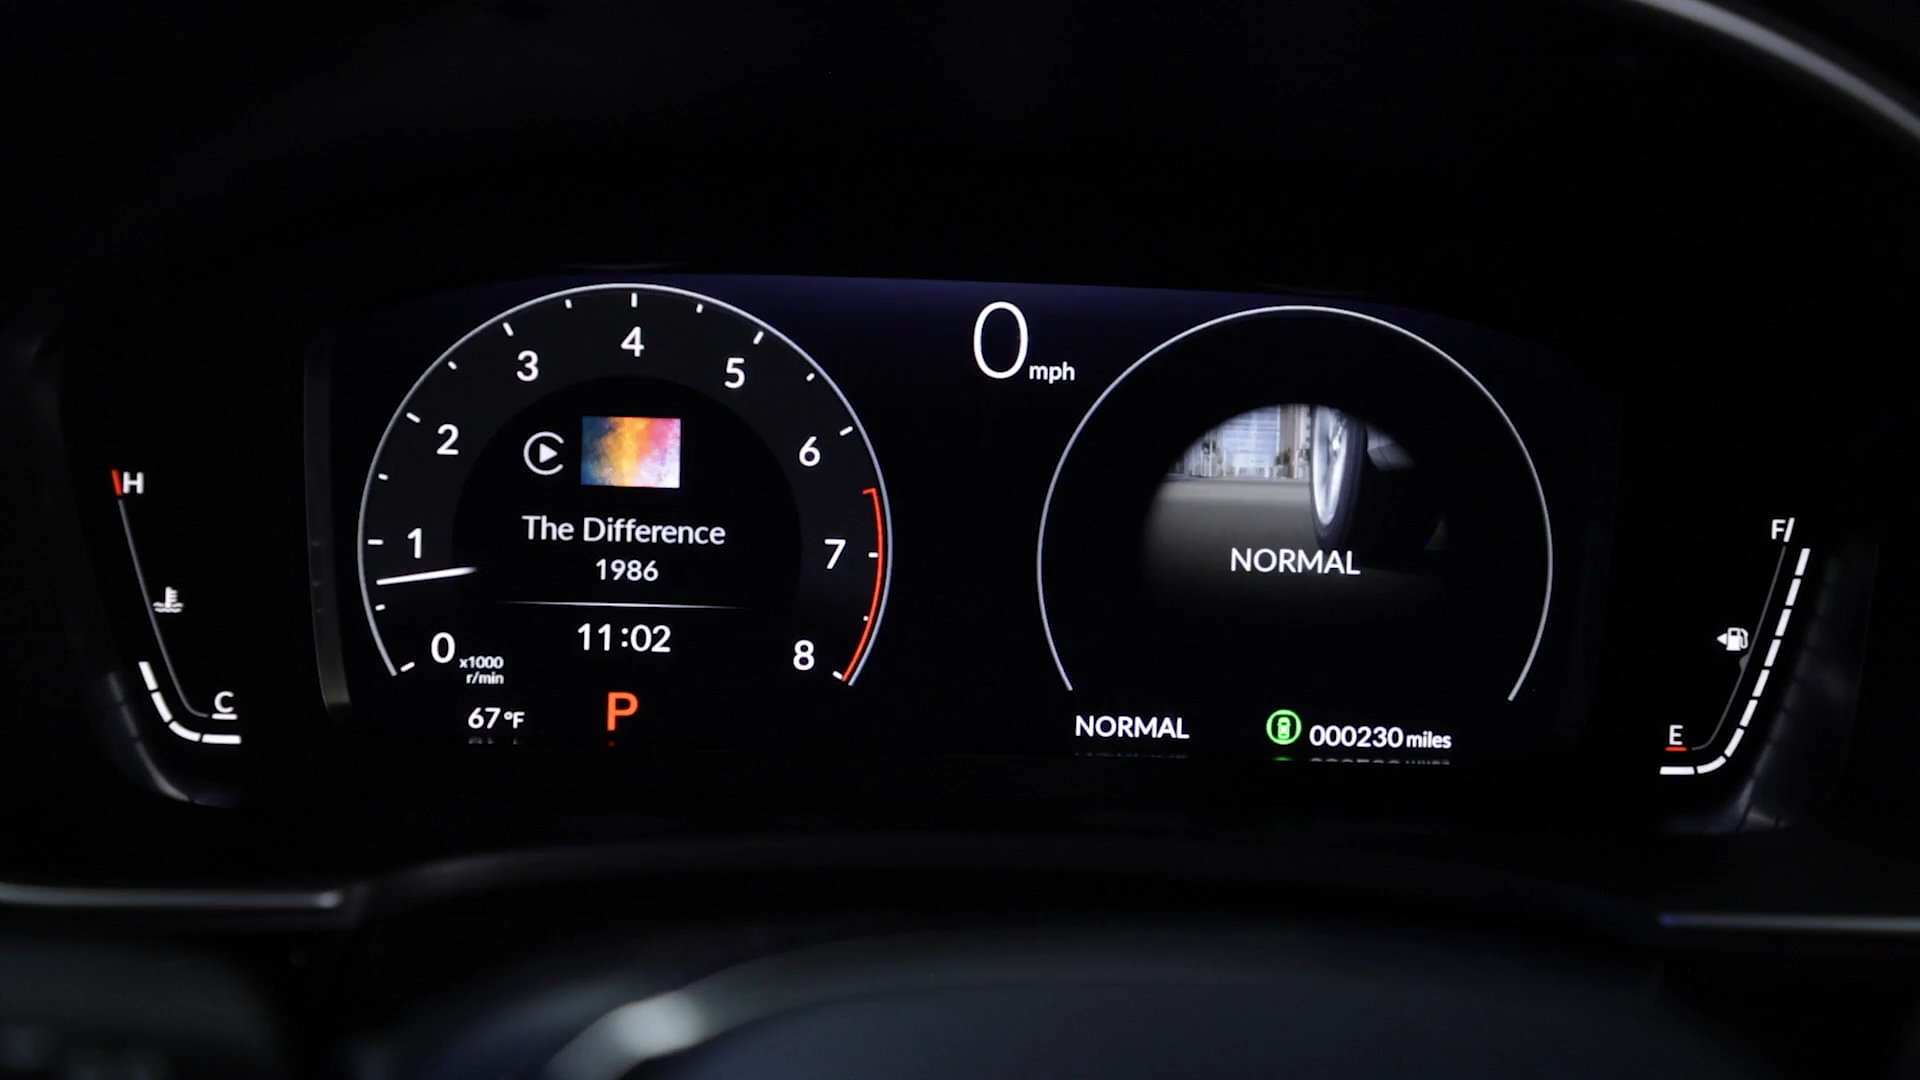 0 mph
4
3
5
2
6
1
7
0
8
x1000
r/min
The Difference
1986
11:02
67°F
P
H
C
NORMAL
NORMAL
000230 miles
F
E